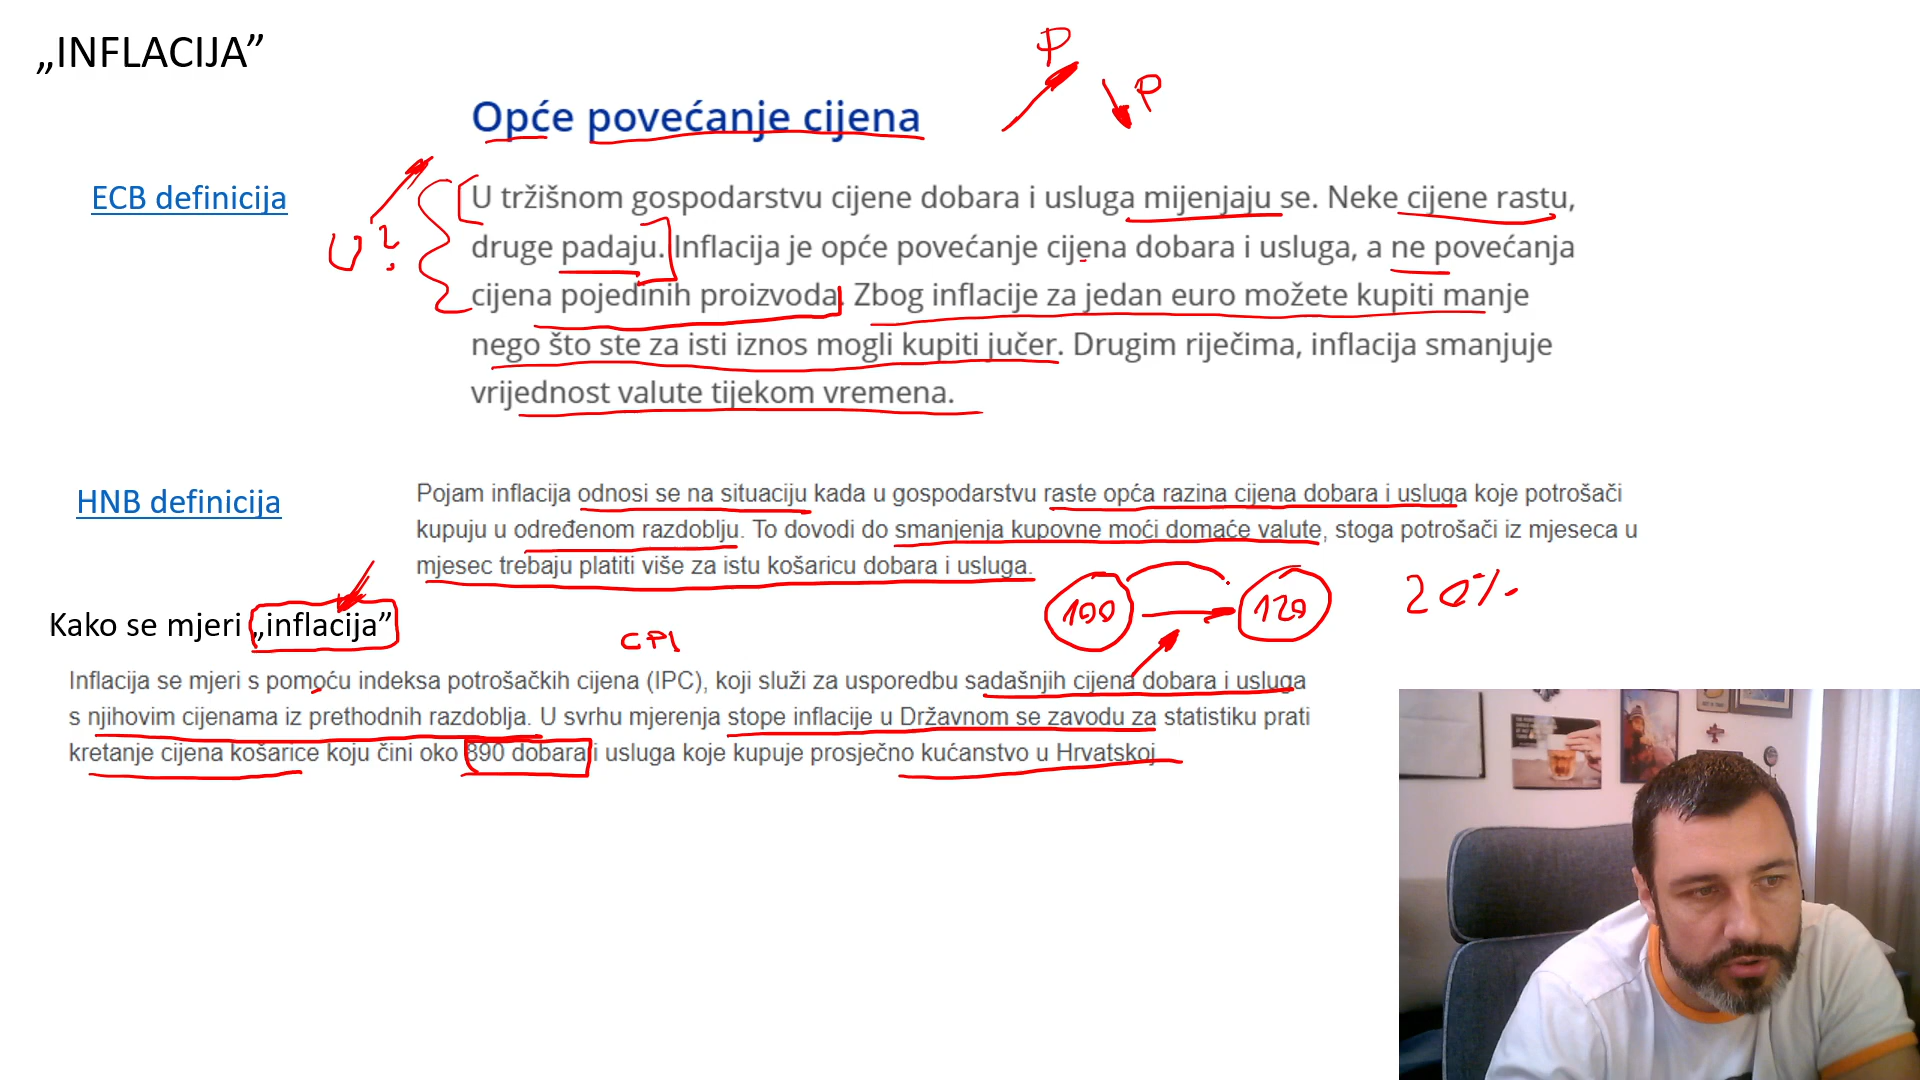 „INFLACIJA”
P
P
Opće povećanje cijena
ECB definicija
U tržišnom gospodarstvu cijene dobara i usluga mijenjaju se. Neke cijene rastu,
druge padaju. Inflacija je opće povećanje cijena dobara i usluga, a ne povećanja
cijena pojedinih proizvoda. Zbog inflacije za jedan euro možete kupiti manje
nego što ste za isti iznos mogli kupiti jučer. Drugim riječima, inflacija smanjuje
vrijednost valute tijekom vremena.
U?
HNB definicija
Pojam inflacija odnosi se na situaciju kada u gospodarstvu raste opća razina cijena dobara i usluga koje potrošači
kupuju u određenom razdoblju. To dovodi do smanjenja kupovne moći domaće valute, stoga potrošači iz mjeseca u
mjesec trebaju platiti više za istu košaricu dobara i usluga.
100 120 20%
Kako se mjeri „inflacija”
CPI
Inflacija se mjeri s pomoću indeksa potrošačkih cijena (IPC), koji služi za usporedbu sadašnjih cijena dobara i usluga
s njihovim cijenama iz prethodnih razdoblja. U svrhu mjerenja stope inflacije u Državnom se zavodu za statistiku prati
kretanje cijena košarice koju čini oko 890 dobara i usluga koje kupuje prosječno kućanstvo u Hrvatskoj.